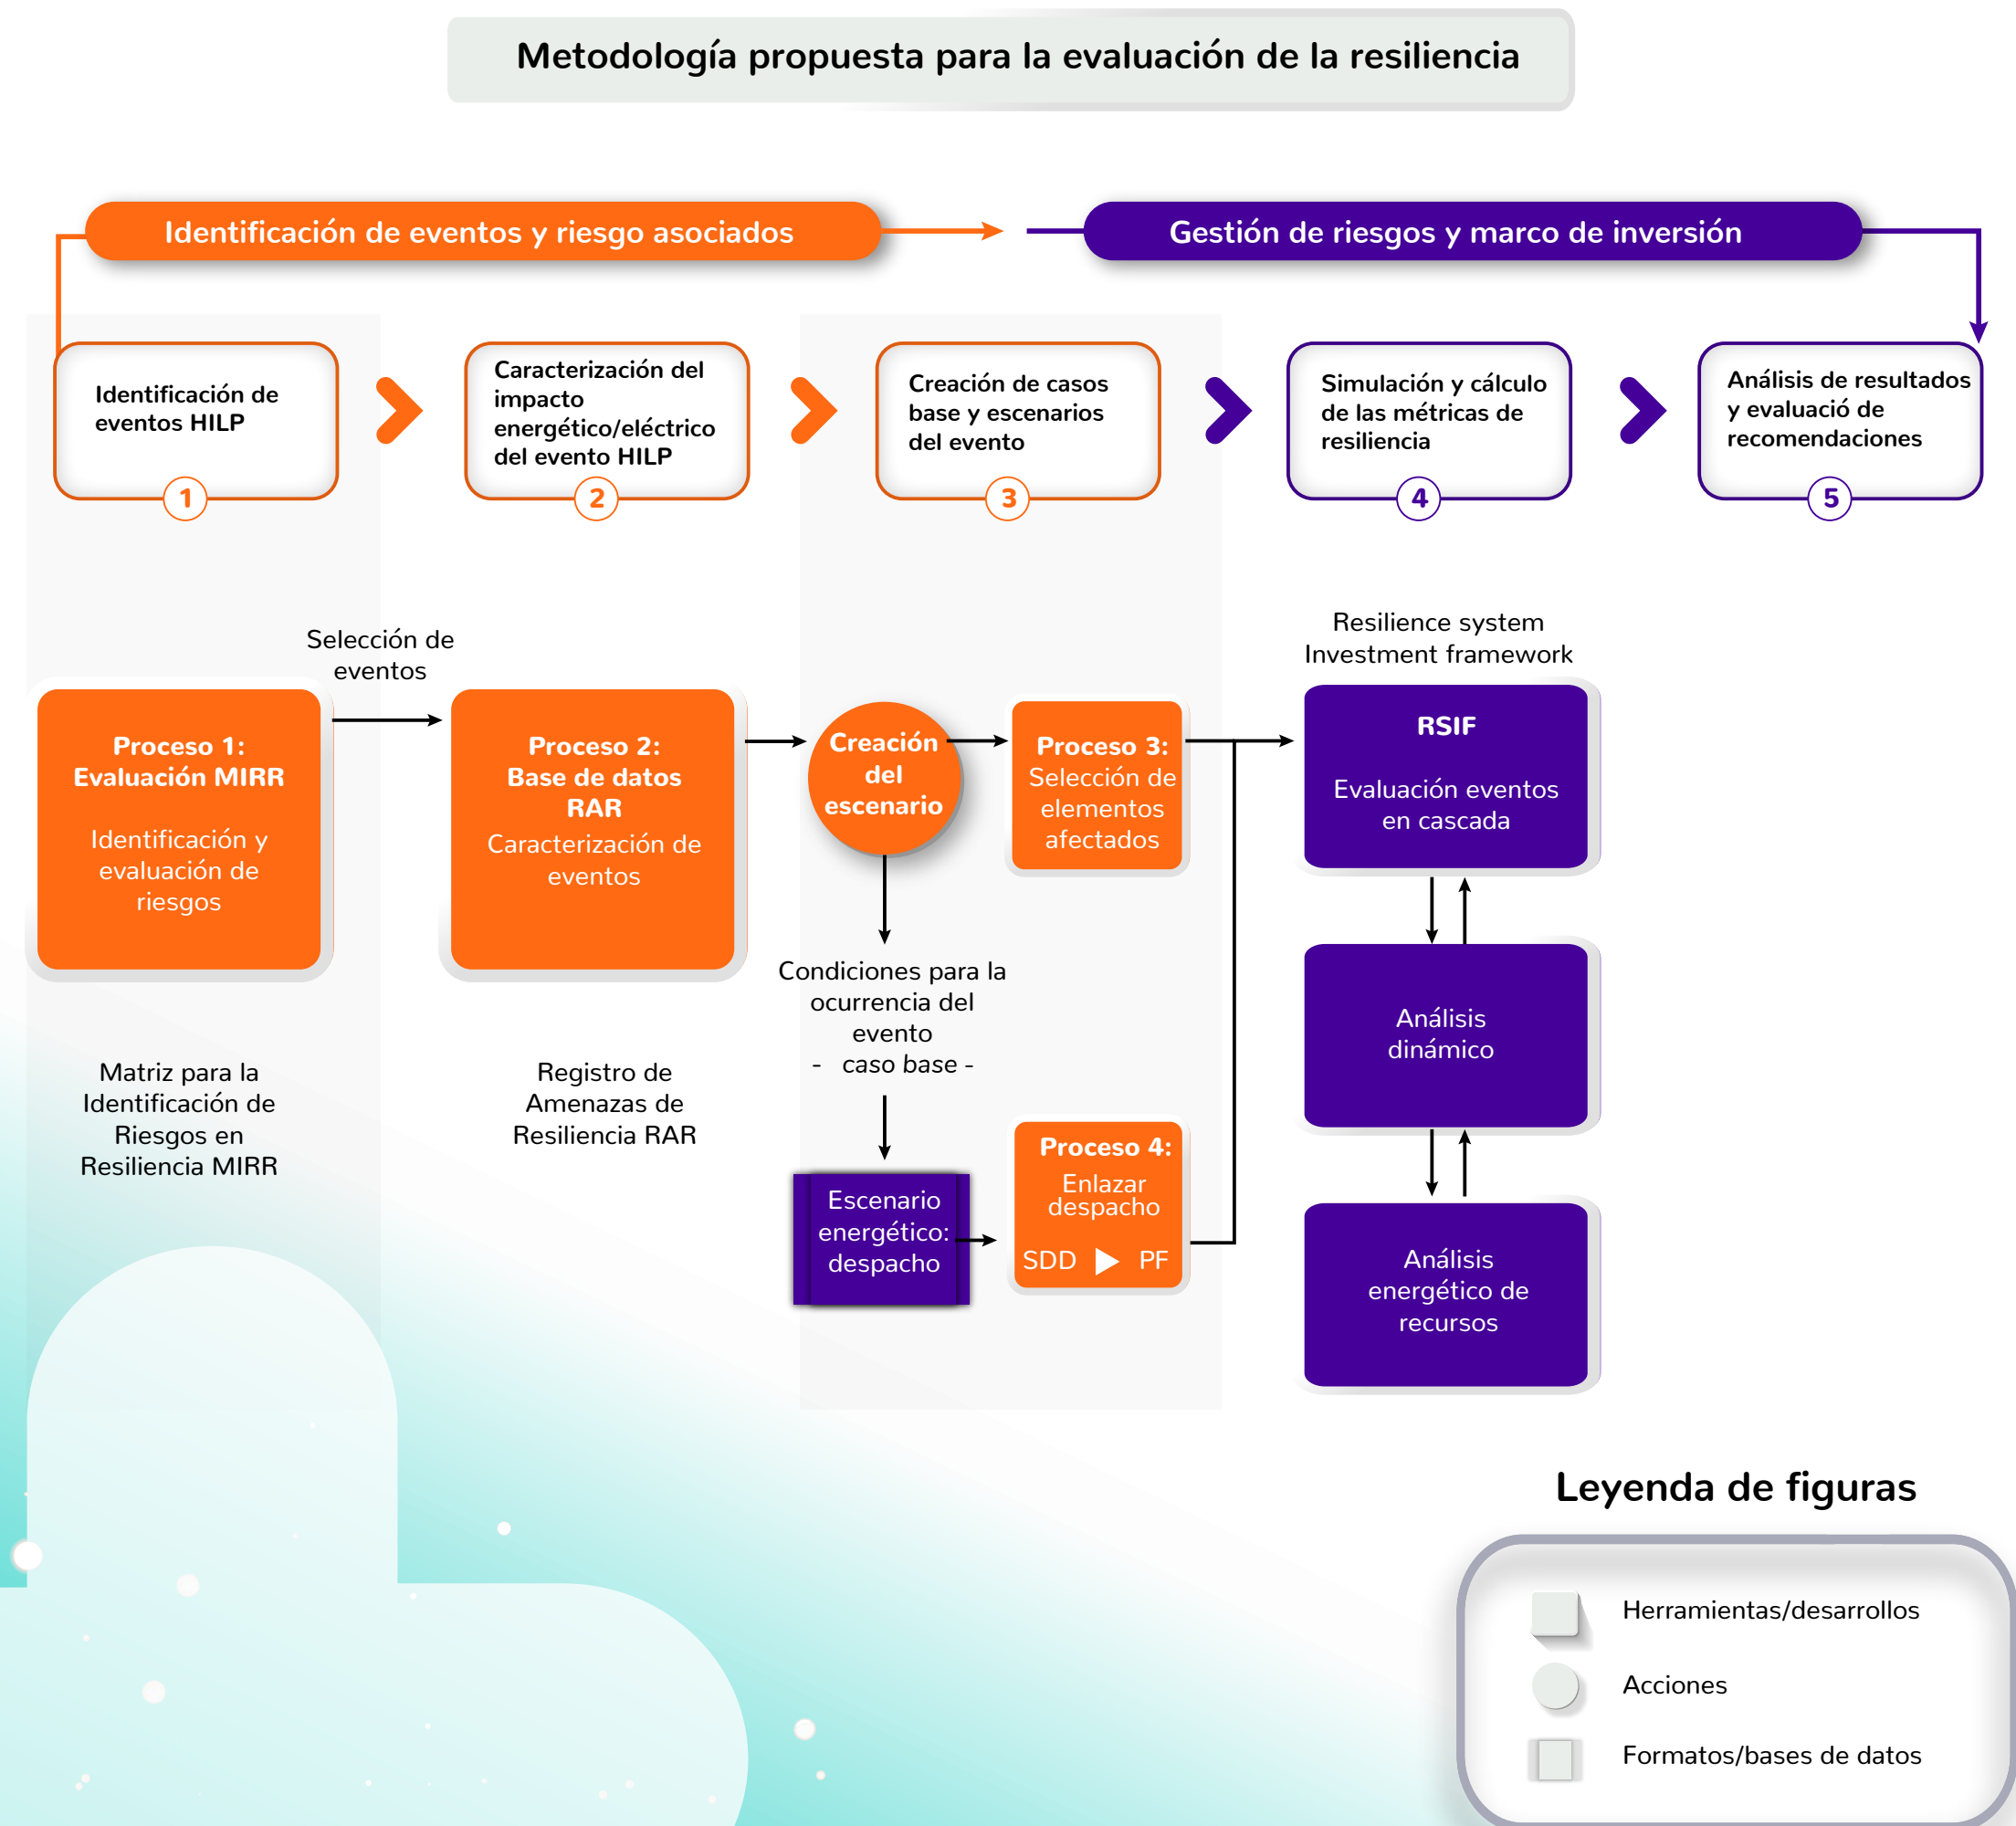 Metodología propuesta para la evaluación de la resiliencia
Identificación de eventos y riesgo asociados
Gestión de riesgos y marco de inversión
Identificación de
eventos HILP
1
Caracterización del
impacto
energético/eléctrico
del evento HILP
2
Creación de casos
base y escenarios
del evento
3
Simulación y cálculo
de las métricas de
resiliencia
4
Análisis de resultados
y evaluació de
recomendaciones
5
Selección de
eventos
Proceso 1:
Evaluación MIRR
Identificación y
evaluación de
riesgos
Matriz para la
Identificación de
Riesgos en
Resiliencia MIRR
Proceso 2:
Base de datos
RAR
Caracterización de
eventos
Registro de
Amenazas de
Resiliencia RAR
Creación
del
escenario
Condiciones para la
ocurrencia del
evento
- caso base -
Escenario
energético:
despacho
Proceso 3:
Selección de
elementos
afectados
Proceso 4:
Enlazar
despacho
SDD ▶ PF
Resilience system
Investment framework
RSIF
Evaluación eventos
en cascada
Análisis
dinámico
Análisis
energético de
recursos
Leyenda de figuras
Herramientas/desarrollos
Acciones
Formatos/bases de datos